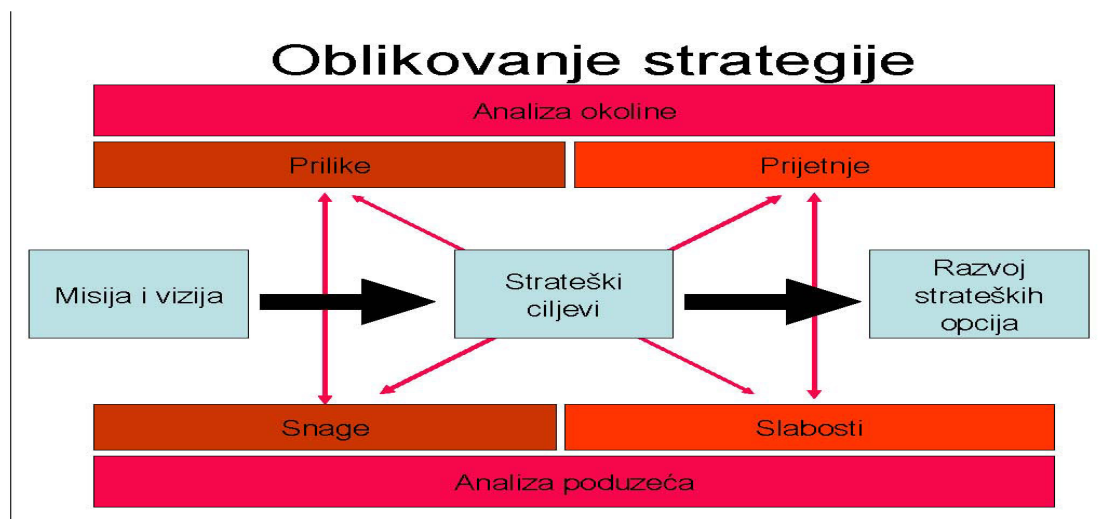 Oblikovanje strategije
Analiza okoline
Prilike
Prijetnje
Misija i vizija
Strateški
ciljevi
Razvoj
strateških
opcija
Snage
Slabosti
Analiza poduzeća